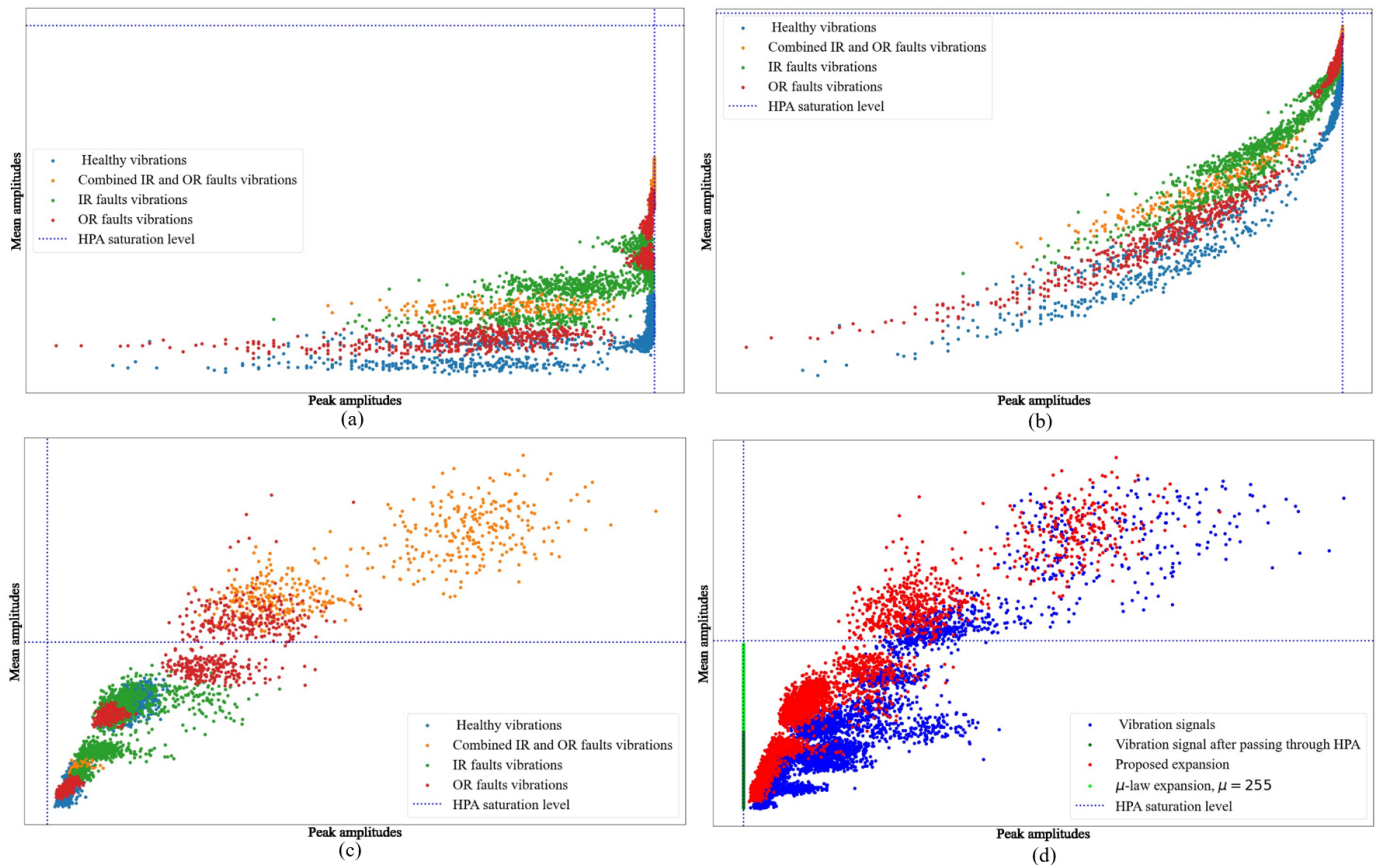 Healthy vibrations
Combined IR and OR faults vibrations
IR faults vibrations
OR faults vibrations
HPA saturation level
Mean amplitudes
Peak amplitudes
(a)
Healthy vibrations
Combined IR and OR faults vibrations
IR faults vibrations
OR faults vibrations
HPA saturation level
Mean amplitudes
Peak amplitudes
(b)
Mean amplitudes
Healthy vibrations
Combined IR and OR faults vibrations
IR faults vibrations
OR faults vibrations
HPA saturation level
Peak amplitudes
(c)
Mean amplitudes
Vibration signals
Vibration signal after passing through HPA
Proposed expansion
μ-law expansion, μ = 255
HPA saturation level
Peak amplitudes
(d)